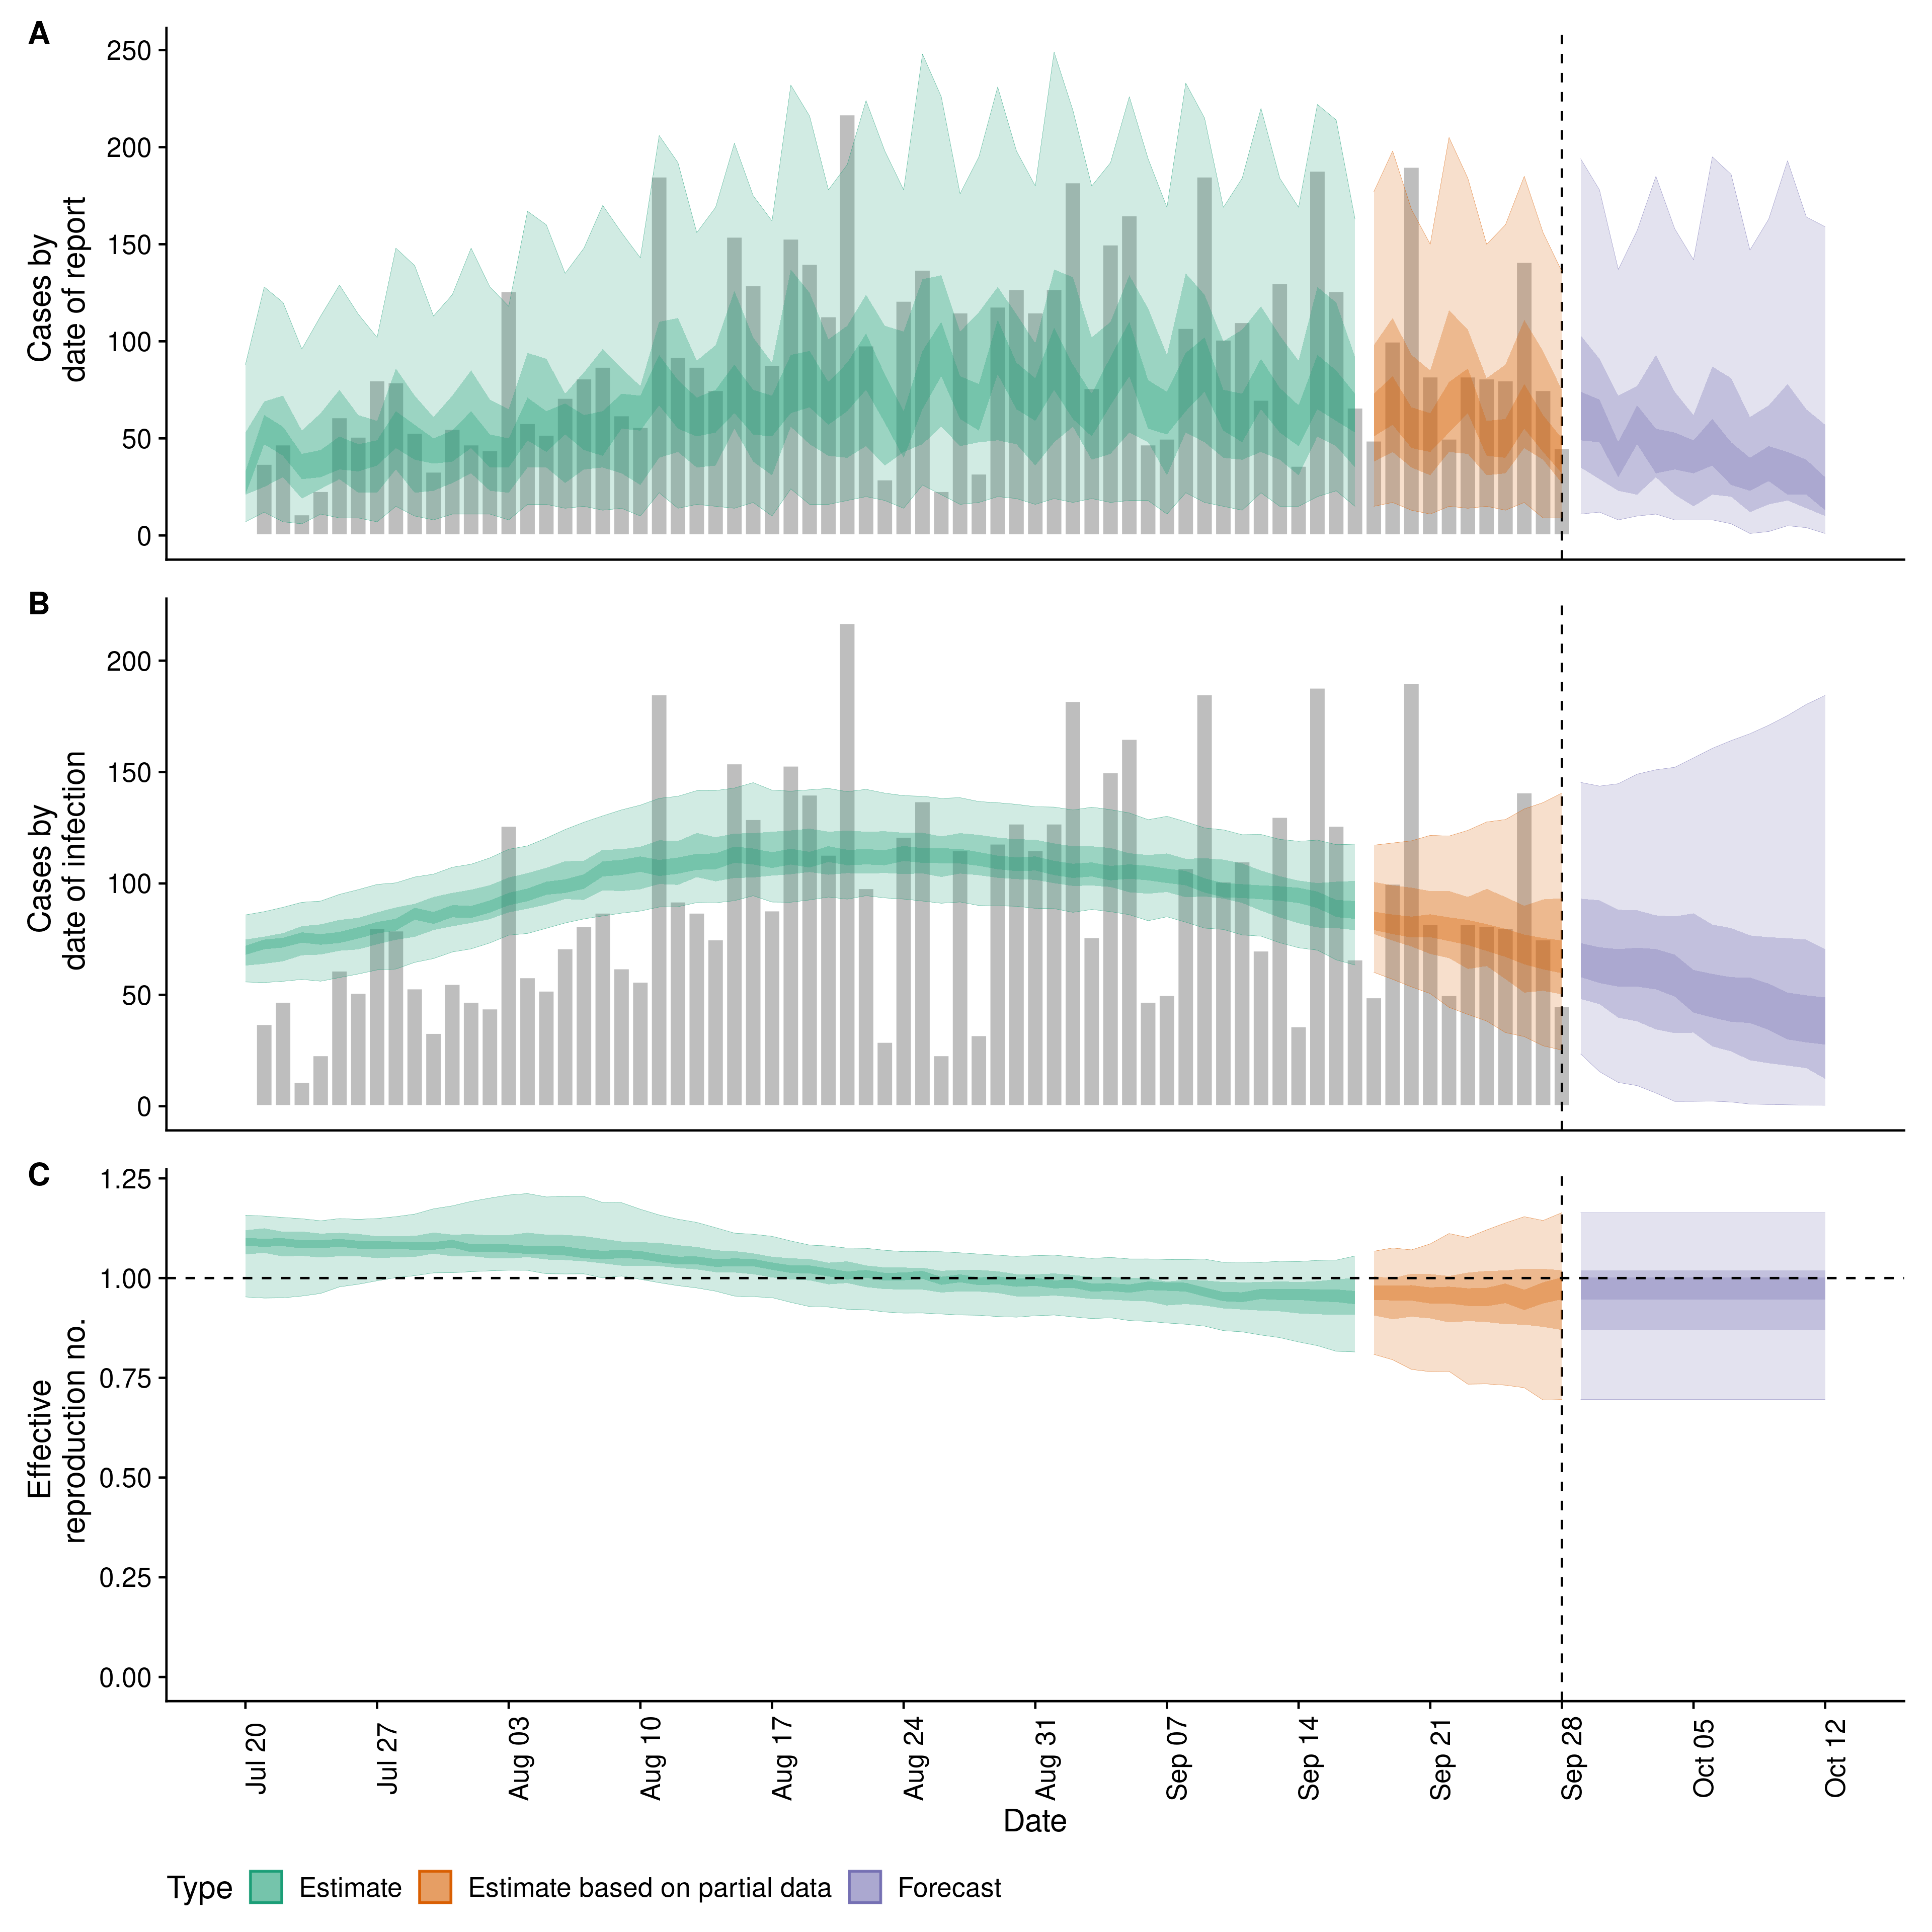 A
Cases by
date of report
250
200
150
100
50
0
B
Cases by
date of infection
200
150
100
50
0
C
Effective
reproduction no.
1.25
1.00
0.75
0.50
0.25
0.00
Jul 20
Jul 27
Aug 03
Aug 10
Aug 17
Aug 24
Aug 31
Sep 07
Sep 14
Sep 21
Sep 28
Oct 05
Oct 12
Date
Type Estimate Estimate based on partial data Forecast